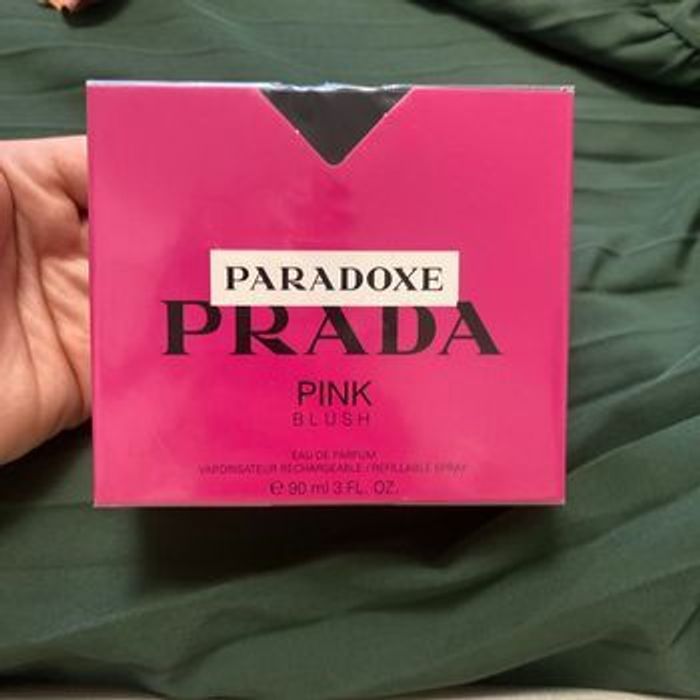 PARADOXE
PRADA
PINK
BLUSH
EAU DE PARFUM
VAPORISATEUR RECHARGEABLE / REFILLABLE SPRAY
℮ 90 ml 3 FL. OZ.